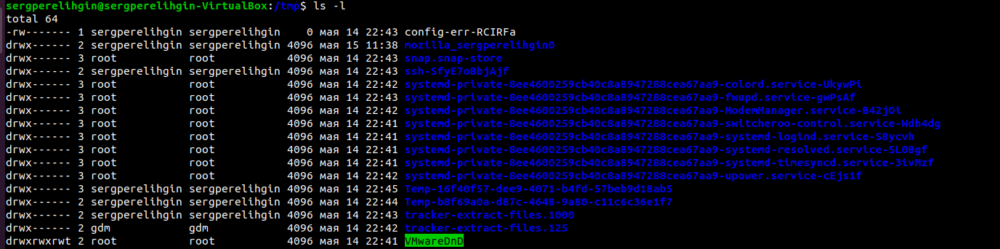 sergperelihgin@sergperelihgin-VirtualBox:/tmp$ ls -l
total 64
-rw------- 1 sergperelihgin sergperelihgin    0 мая 14 22:43 config-err-RCIRFa
drwx------ 2 sergperelihgin sergperelihgin 4096 мая 15 11:38 mozilla_sergperelihgin0
drwx------ 3 root           root           4096 мая 14 22:43 snap.snap-store
drwx------ 2 sergperelihgin sergperelihgin 4096 мая 14 22:43 ssh-SfyE7oBbjAjf
drwx------ 3 root           root           4096 мая 14 22:42 systemd-private-8ee4600259cb40c8a8947288cea67aa9-colord.service-UkywPi
drwx------ 3 root           root           4096 мая 14 22:43 systemd-private-8ee4600259cb40c8a8947288cea67aa9-fwupd.service-gwPsAf
drwx------ 3 root           root           4096 мая 14 22:42 systemd-private-8ee4600259cb40c8a8947288cea67aa9-ModemManager.service-B42jOi
drwx------ 3 root           root           4096 мая 14 22:41 systemd-private-8ee4600259cb40c8a8947288cea67aa9-switcheroo-control.service-Wdh4dg
drwx------ 3 root           root           4096 мая 14 22:41 systemd-private-8ee4600259cb40c8a8947288cea67aa9-systemd-logind.service-S8ycvh
drwx------ 3 root           root           4096 мая 14 22:41 systemd-private-8ee4600259cb40c8a8947288cea67aa9-systemd-resolved.service-SL0Bgf
drwx------ 3 root           root           4096 мая 14 22:41 systemd-private-8ee4600259cb40c8a8947288cea67aa9-systemd-timesyncd.service-3ivMzf
drwx------ 3 root           root           4096 мая 14 22:42 systemd-private-8ee4600259cb40c8a8947288cea67aa9-upower.service-cEjs1f
drwx------ 3 sergperelihgin sergperelihgin 4096 мая 14 22:45 Temp-16f40f57-dee9-4071-b4fd-57beb9d18ab5
drwx------ 2 sergperelihgin sergperelihgin 4096 мая 14 22:44 Temp-b8f69a0a-d87c-4648-9a80-c11c6c36e1f7
drwx------ 2 sergperelihgin sergperelihgin 4096 мая 14 22:43 tracker-extract-files.1000
drwx------ 2 gdm            gdm            4096 мая 14 22:42 tracker-extract-files.125
drwxrwxrwt 2 root           root           4096 мая 14 22:41 VMwareDnD